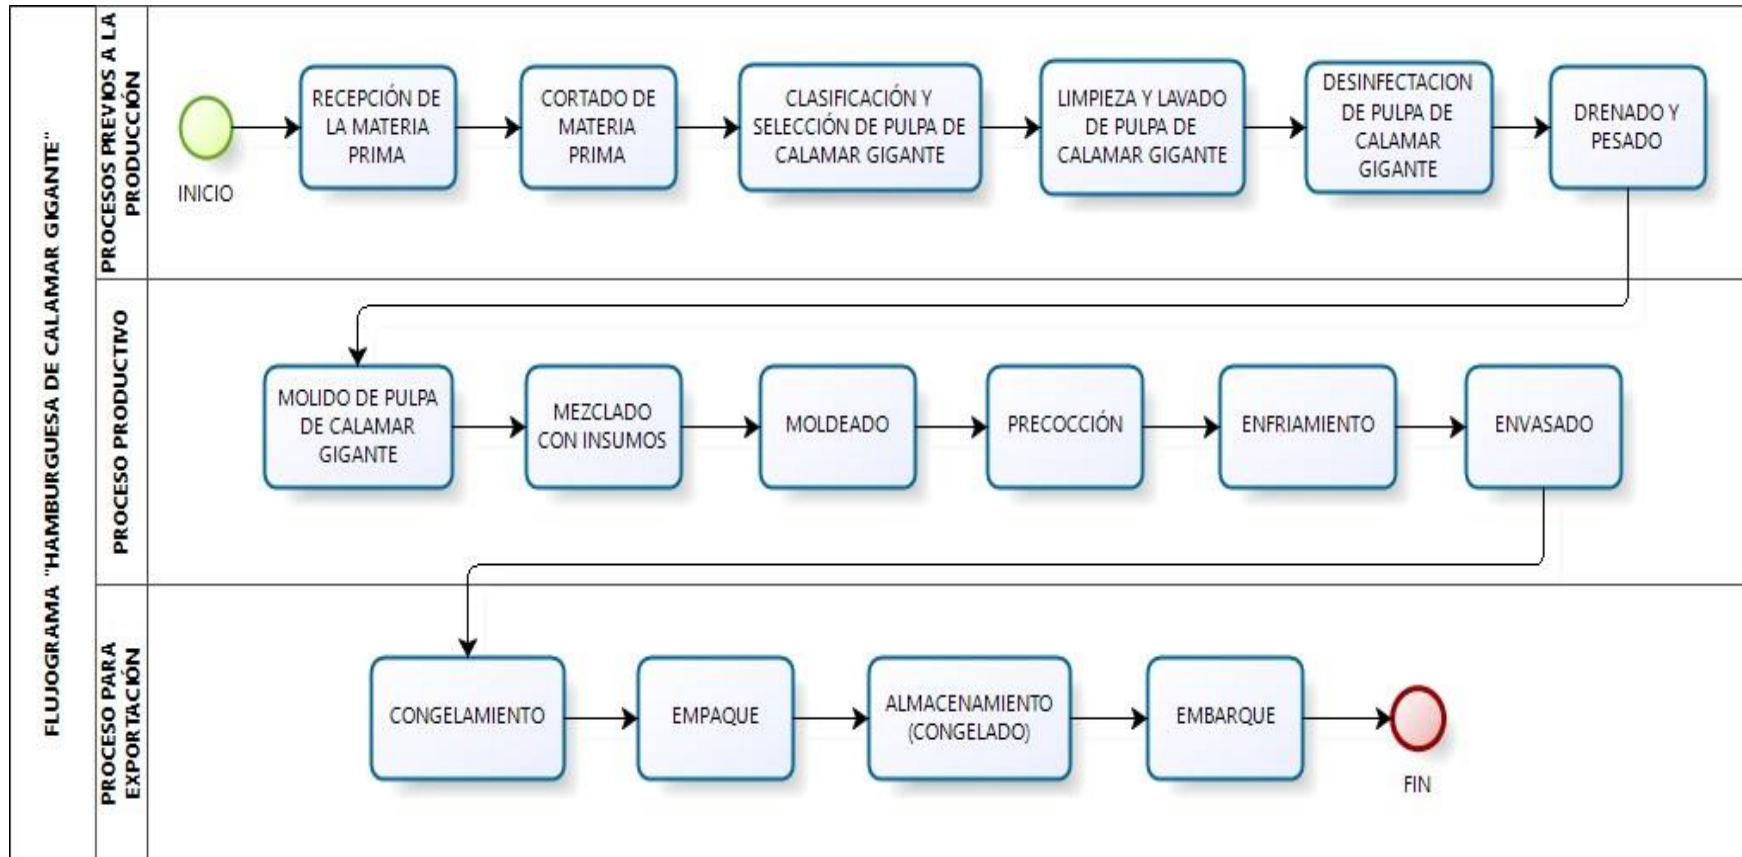 FLUJOGRAMA "HAMBURGUESA DE CALAMAR GIGANTE"
PROCESOS PREVIOS A LA
PRODUCCIÓN
INICIO
RECEPCIÓN DE
LA MATERIA
PRIMA
CORTADO DE
MATERIA
PRIMA
CLASIFICACIÓN Y
SELECCIÓN DE PULPA DE
CALAMAR GIGANTE
LIMPIEZA Y LAVADO
DE PULPA DE
CALAMAR GIGANTE
DESINFECTACION
DE PULPA DE
CALAMAR
GIGANTE
DRENADO Y
PESADO
PROCESO PRODUCTIVO
MOLIDO DE PULPA
DE CALAMAR
GIGANTE
MEZCLADO
CON INSUMOS
MOLDEADO
PRECOCCIÓN
ENFRIAMIENTO
ENVASADO
PROCESO PARA
EXPORTACIÓN
CONGELAMIENTO
EMPAQUE
ALMACENAMIENTO
(CONGELADO)
EMBARQUE
FIN